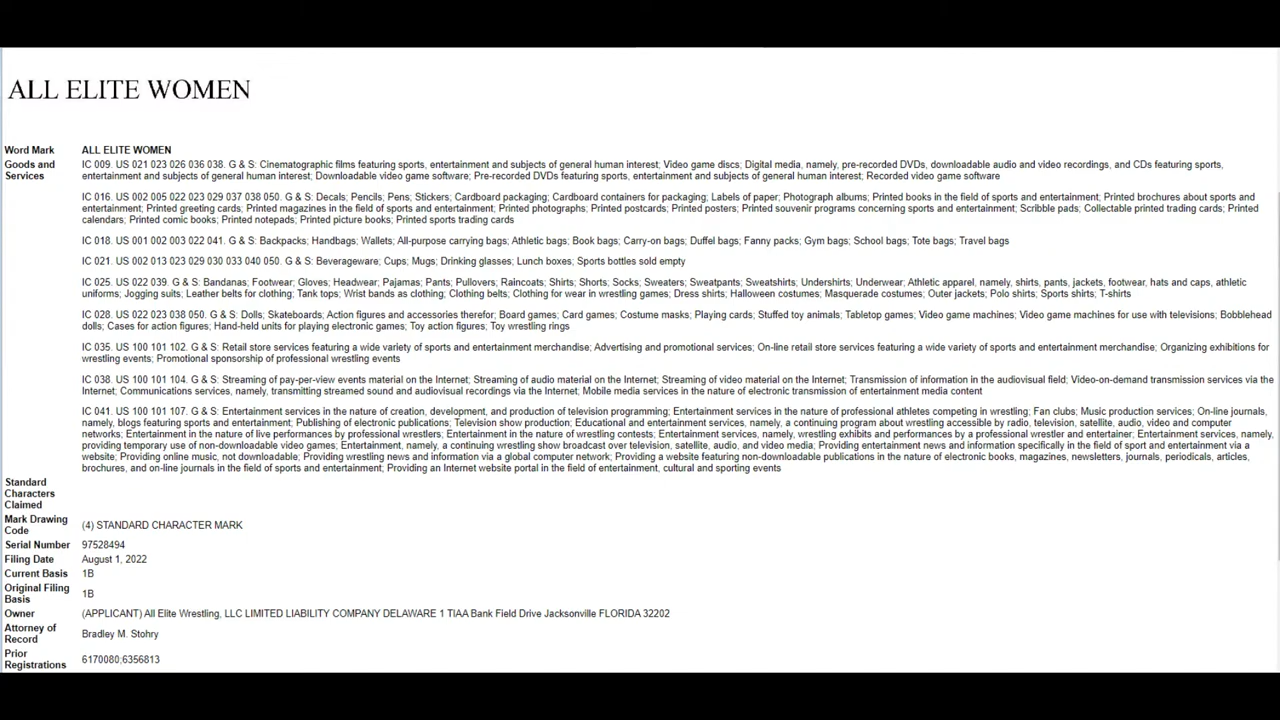 ALL ELITE WOMEN
Word Mark ALL ELITE WOMEN
Goods and Services IC 009. US 021 023 026 036 038. G & S: Cinematographic films featuring sports, entertainment and subjects of general human interest; Video game discs; Digital media, namely, pre-recorded DVDs, downloadable audio and video recordings, and CDs featuring sports,
entertainment and subjects of general human interest; Downloadable video game software; Pre-recorded DVDs featuring sports, entertainment and subjects of general human interest; Recorded video game software
IC 016. US 002 005 022 023 029 037 038 050. G & S: Decals; Pencils; Pens; Stickers; Cardboard packaging; Cardboard containers for packaging; Labels of paper; Photograph albums; Printed books in the field of sports and entertainment; Printed brochures about sports and
entertainment; Printed greeting cards; Printed magazines in the field of sports and entertainment; Printed photographs; Printed postcards; Printed posters; Printed souvenir programs concerning sports and entertainment; Scribble pads; Collectable printed trading cards; Printed
calendars; Printed comic books; Printed notepads; Printed picture books; Printed sports trading cards
IC 018. US 001 002 003 022 041. G & S: Backpacks; Handbags; Wallets; All-purpose carrying bags; Athletic bags; Book bags; Carry-on bags; Duffel bags; Fanny packs; Gym bags; School bags; Tote bags; Travel bags
IC 021. US 002 013 023 029 030 033 040 050. G & S: Beverageware; Cups; Mugs; Drinking glasses; Lunch boxes; Sports bottles sold empty
IC 025. US 022 039. G & S: Bandanas; Footwear; Gloves; Headwear; Pajamas; Pants; Pullovers; Raincoats; Shirts; Shorts; Socks; Sweaters; Sweatpants; Sweatshirts; Undershirts; Underwear; Athletic apparel, namely, shirts, pants, jackets, footwear, hats and caps, athletic
uniforms; Jogging suits; Leather belts for clothing; Tank tops; Wrist bands as clothing; Clothing belts; Clothing for wear in wrestling games; Dress shirts; Halloween costumes; Masquerade costumes; Outer jackets; Polo shirts; Sports shirts; T-shirts
IC 028. US 022 023 038 050. G & S: Dolls; Skateboards; Action figures and accessories therefor; Board games; Card games; Costume masks; Playing cards; Stuffed toy animals; Tabletop games; Video game machines; Video game machines for use with televisions; Bobblehead
dolls; Cases for action figures; Hand-held units for playing electronic games; Toy action figures; Toy wrestling rings
IC 035. US 100 101 102. G & S: Retail store services featuring a wide variety of sports and entertainment merchandise; Advertising and promotional services; On-line retail store services featuring a wide variety of sports and entertainment merchandise; Organizing exhibitions for
wrestling events; Promotional sponsorship of professional wrestling events
IC 038. US 100 101 104. G & S: Streaming of pay-per-view events material on the Internet; Streaming of audio material on the Internet; Streaming of video material on the Internet; Transmission of information in the audiovisual field; Video-on-demand transmission services via the
Internet; Communications services, namely, transmitting streamed sound and audiovisual recordings via the Internet; Mobile media services in the nature of electronic transmission of entertainment media content
IC 041. US 100 101 107. G & S: Entertainment services in the nature of creation, development, and production of television programming; Entertainment services in the nature of professional athletes competing in wrestling; Fan clubs; Music production services; On-line journals,
namely, blogs featuring sports and entertainment; Publishing of electronic publications; Television show production; Educational and entertainment services, namely, a continuing program about wrestling accessible by radio, television, satellite, audio, video and computer
networks; Entertainment in the nature of live performances by professional wrestlers; Entertainment in the nature of wrestling contests; Entertainment services, namely, wrestling exhibits and performances by a professional wrestler and entertainer; Entertainment services, namely,
providing temporary use of non-downloadable video games; Entertainment, namely, a continuing wrestling show broadcast over television, satellite, audio, and video media; Providing entertainment news and information specifically in the field of sport and entertainment via a
website; Providing online music, not downloadable; Providing wrestling news and information via a global computer network; Providing a website featuring non-downloadable publications in the nature of electronic books, magazines, newsletters, journals, periodicals, articles,
brochures, and on-line journals in the field of sports and entertainment; Providing an Internet website portal in the field of entertainment, cultural and sporting events
Standard
Characters
Claimed
Mark Drawing Code (4) STANDARD CHARACTER MARK
Serial Number 97528494
Filing Date August 1, 2022
Current Basis 1B
Original Filing Basis 1B
Owner (APPLICANT) All Elite Wrestling, LLC LIMITED LIABILITY COMPANY DELAWARE 1 TIAA Bank Field Drive Jacksonville FLORIDA 32202
Attorney of Record Bradley M. Stohry
Prior Registrations 6170080;6356813